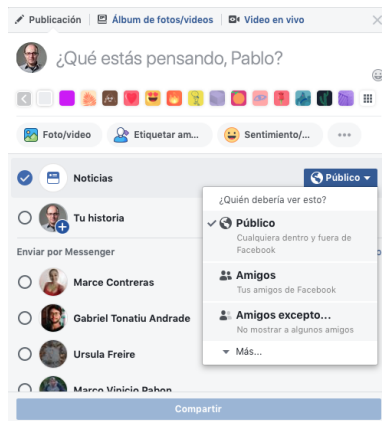 Publicación Álbum de fotos/videos Video en vivo
¿Qué estás pensando, Pablo?
Foto/video Etiquetar am... Sentimiento/...
Noticias Público
¿Quién debería ver esto?
Público
Cualquiera dentro y fuera de
Facebook
Amigos
Tus amigos de Facebook
Amigos excepto...
No mostrar a algunos amigos
Más...
Tu historia
Enviar por Messenger
Marce Contreras
Gabriel Tonatiu Andrade
Ursula Freire
Marco Vinicio Pabon
Compartir